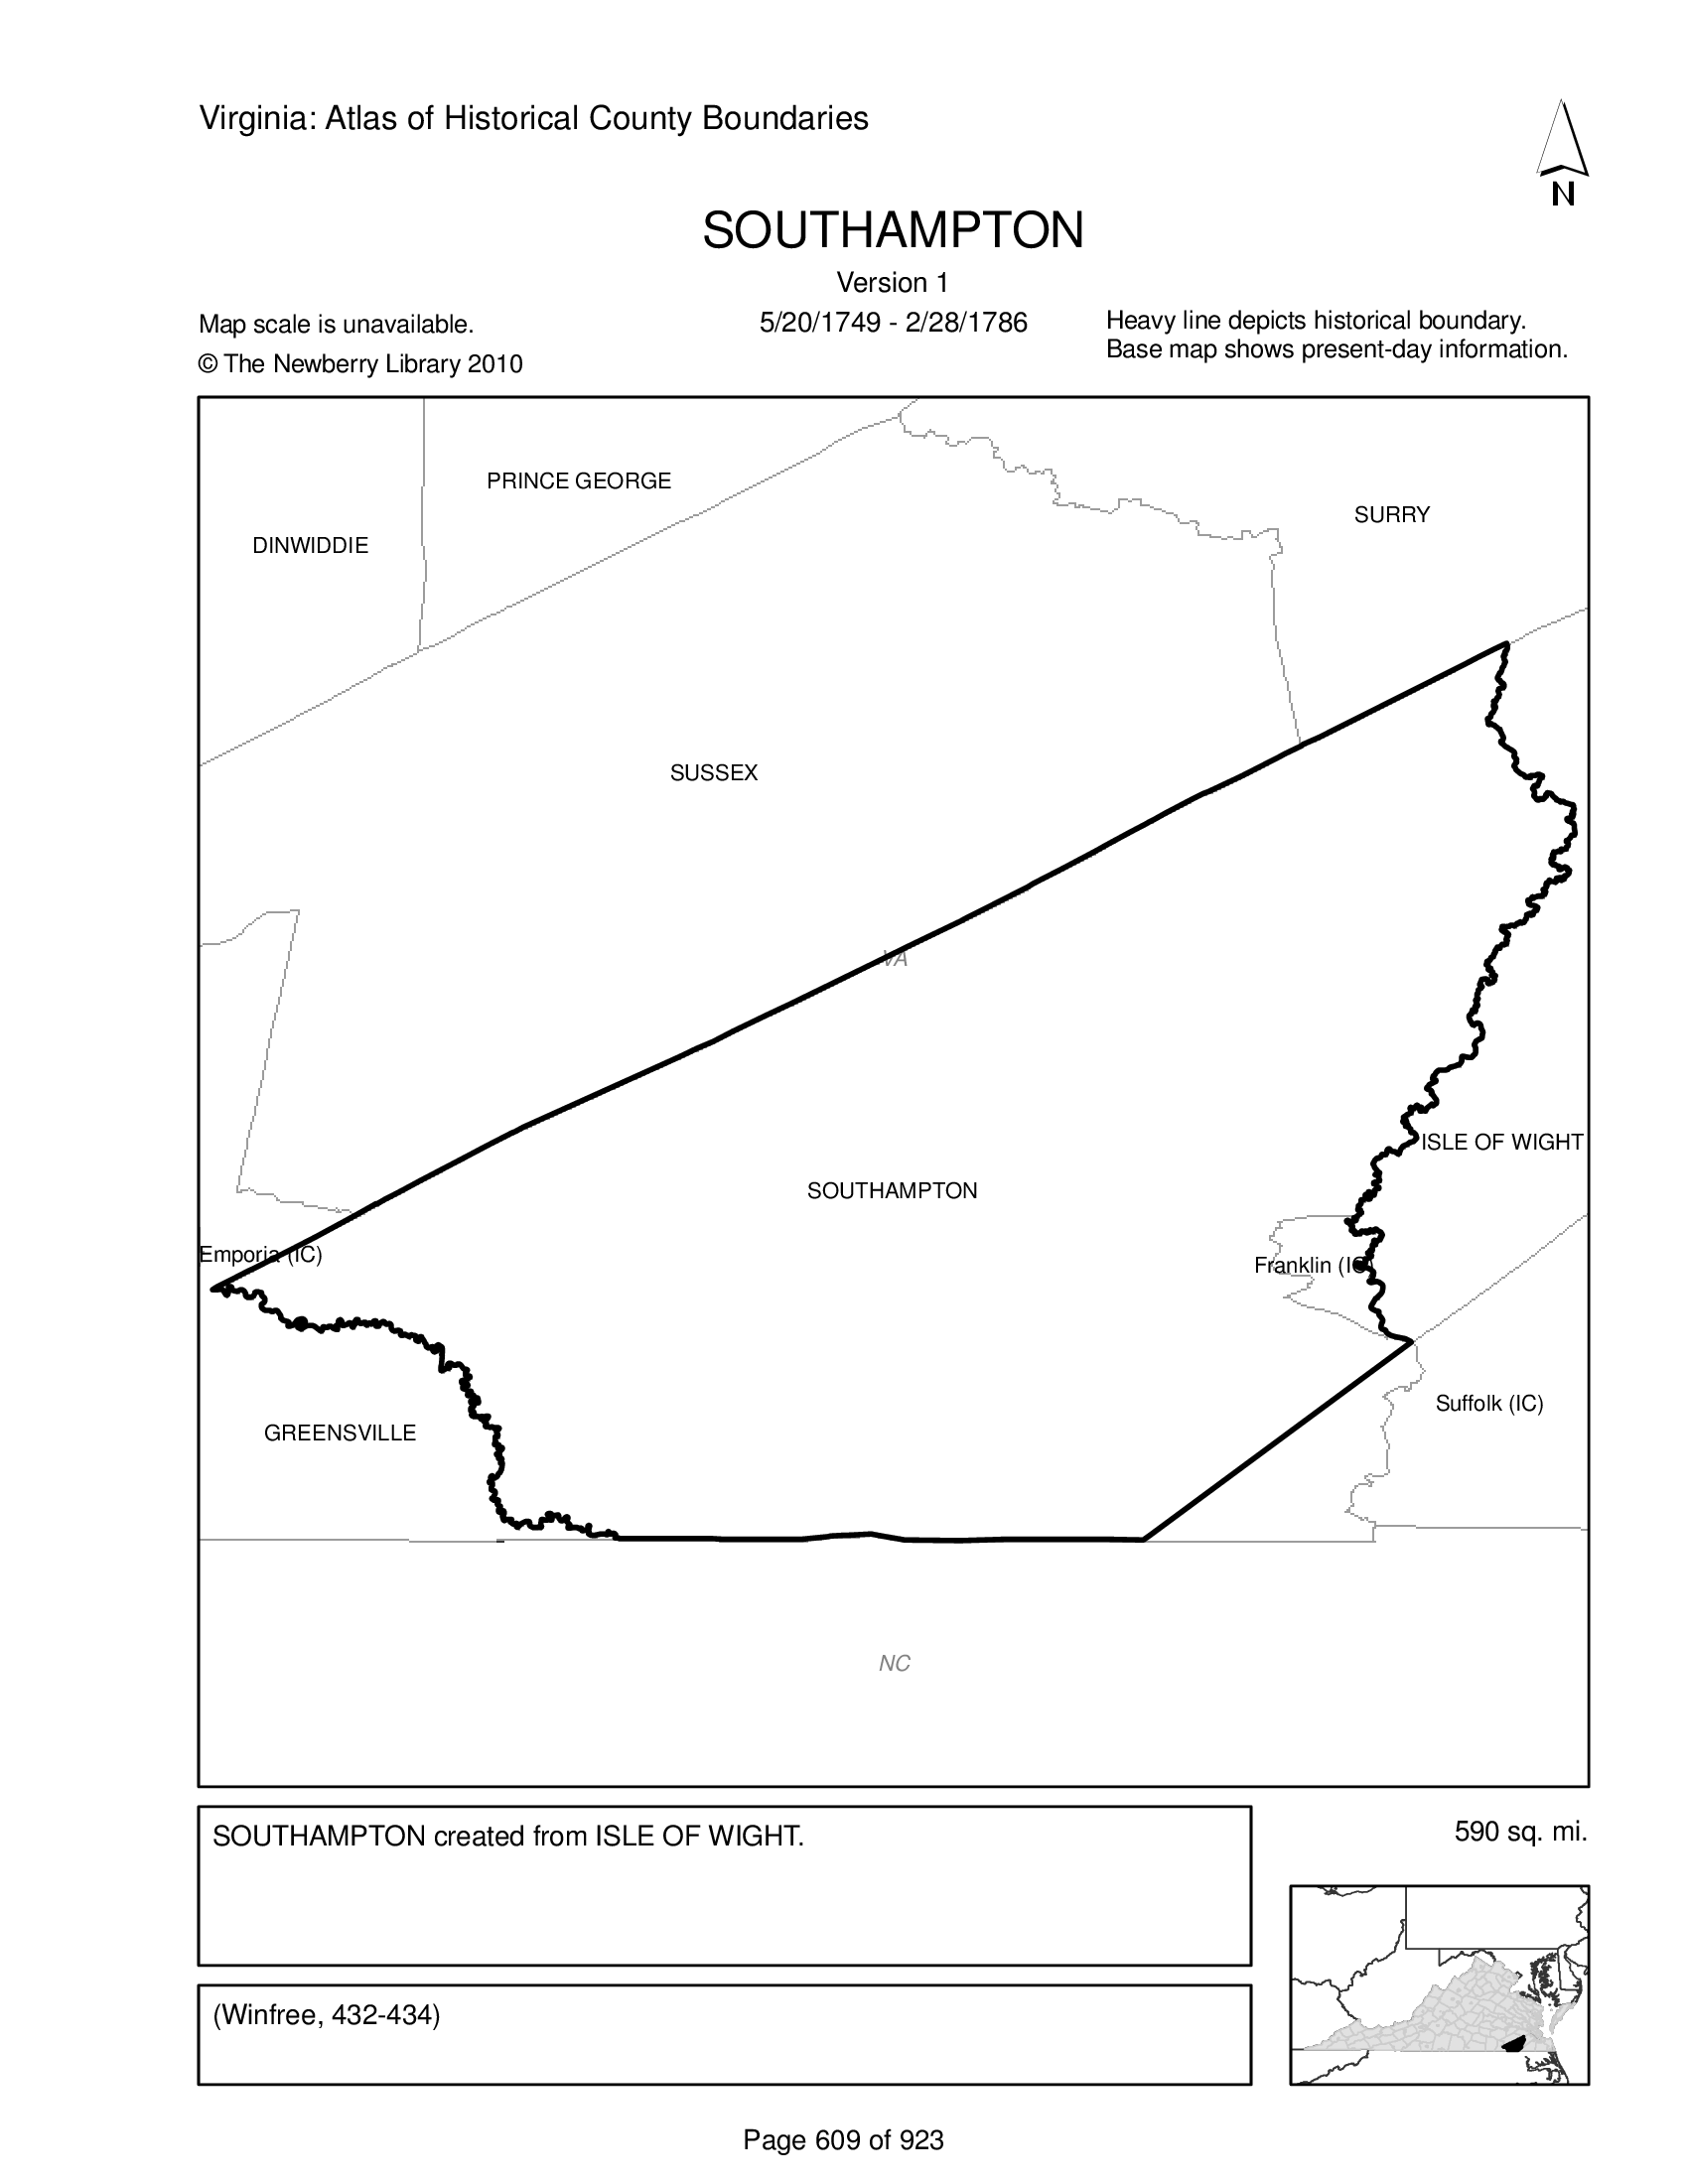 Virginia: Atlas of Historical County Boundaries
N
SOUTHAMPTON
Version 1
5/20/1749 - 2/28/1786
Map scale is unavailable.
© The Newberry Library 2010
Heavy line depicts historical boundary.
Base map shows present-day information.
PRINCE GEORGE
SURRY
DINWIDDIE
SUSSEX
VA
ISLE OF WIGHT
SOUTHAMPTON
Emporia (IC)
Franklin (IC)
Suffolk (IC)
GREENSVILLE
NC
SOUTHAMPTON created from ISLE OF WIGHT.
590 sq. mi.
(Winfree, 432-434)
Page 609 of 923